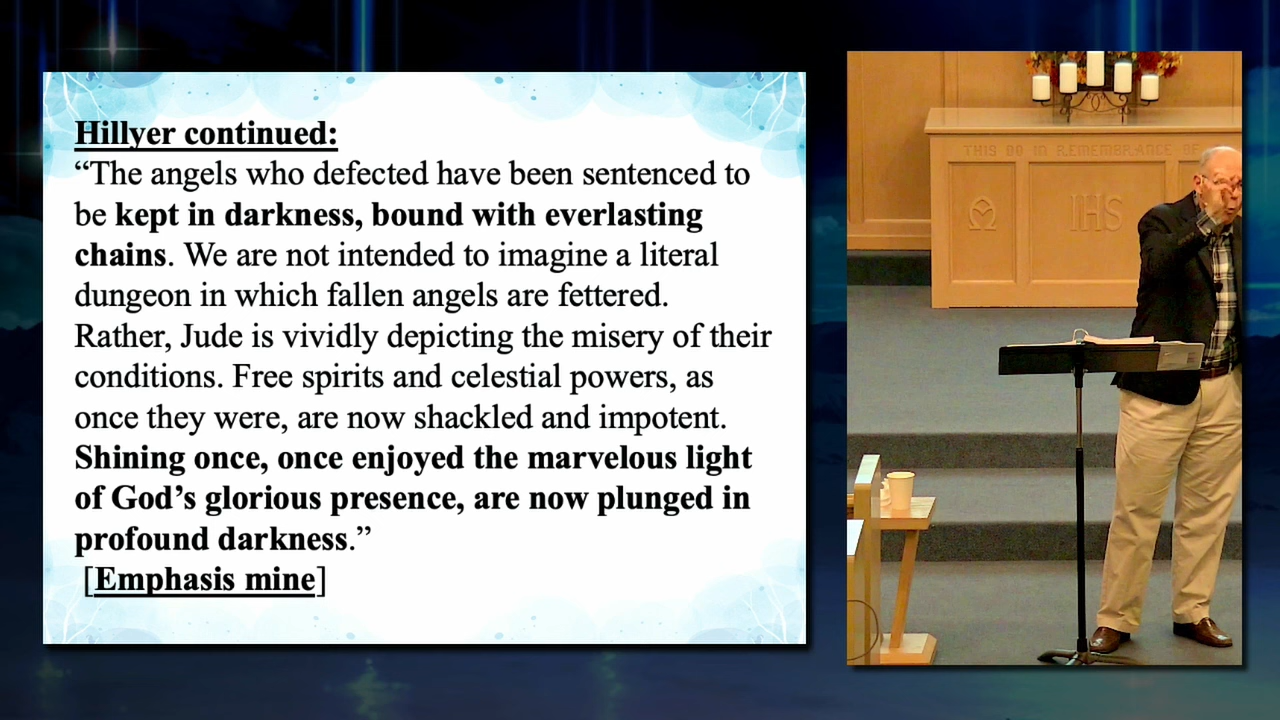 Hillyer continued:
“The angels who defected have been sentenced to
be kept in darkness, bound with everlasting
chains. We are not intended to imagine a literal
dungeon in which fallen angels are fettered.
Rather, Jude is vividly depicting the misery of their
conditions. Free spirits and celestial powers, as
once they were, are now shackled and impotent.
Shining once, once enjoyed the marvelous light
of God’s glorious presence, are now plunged in
profound darkness.”
[Emphasis mine]
THIS DO IN REMEMBRANCE OF
IHS